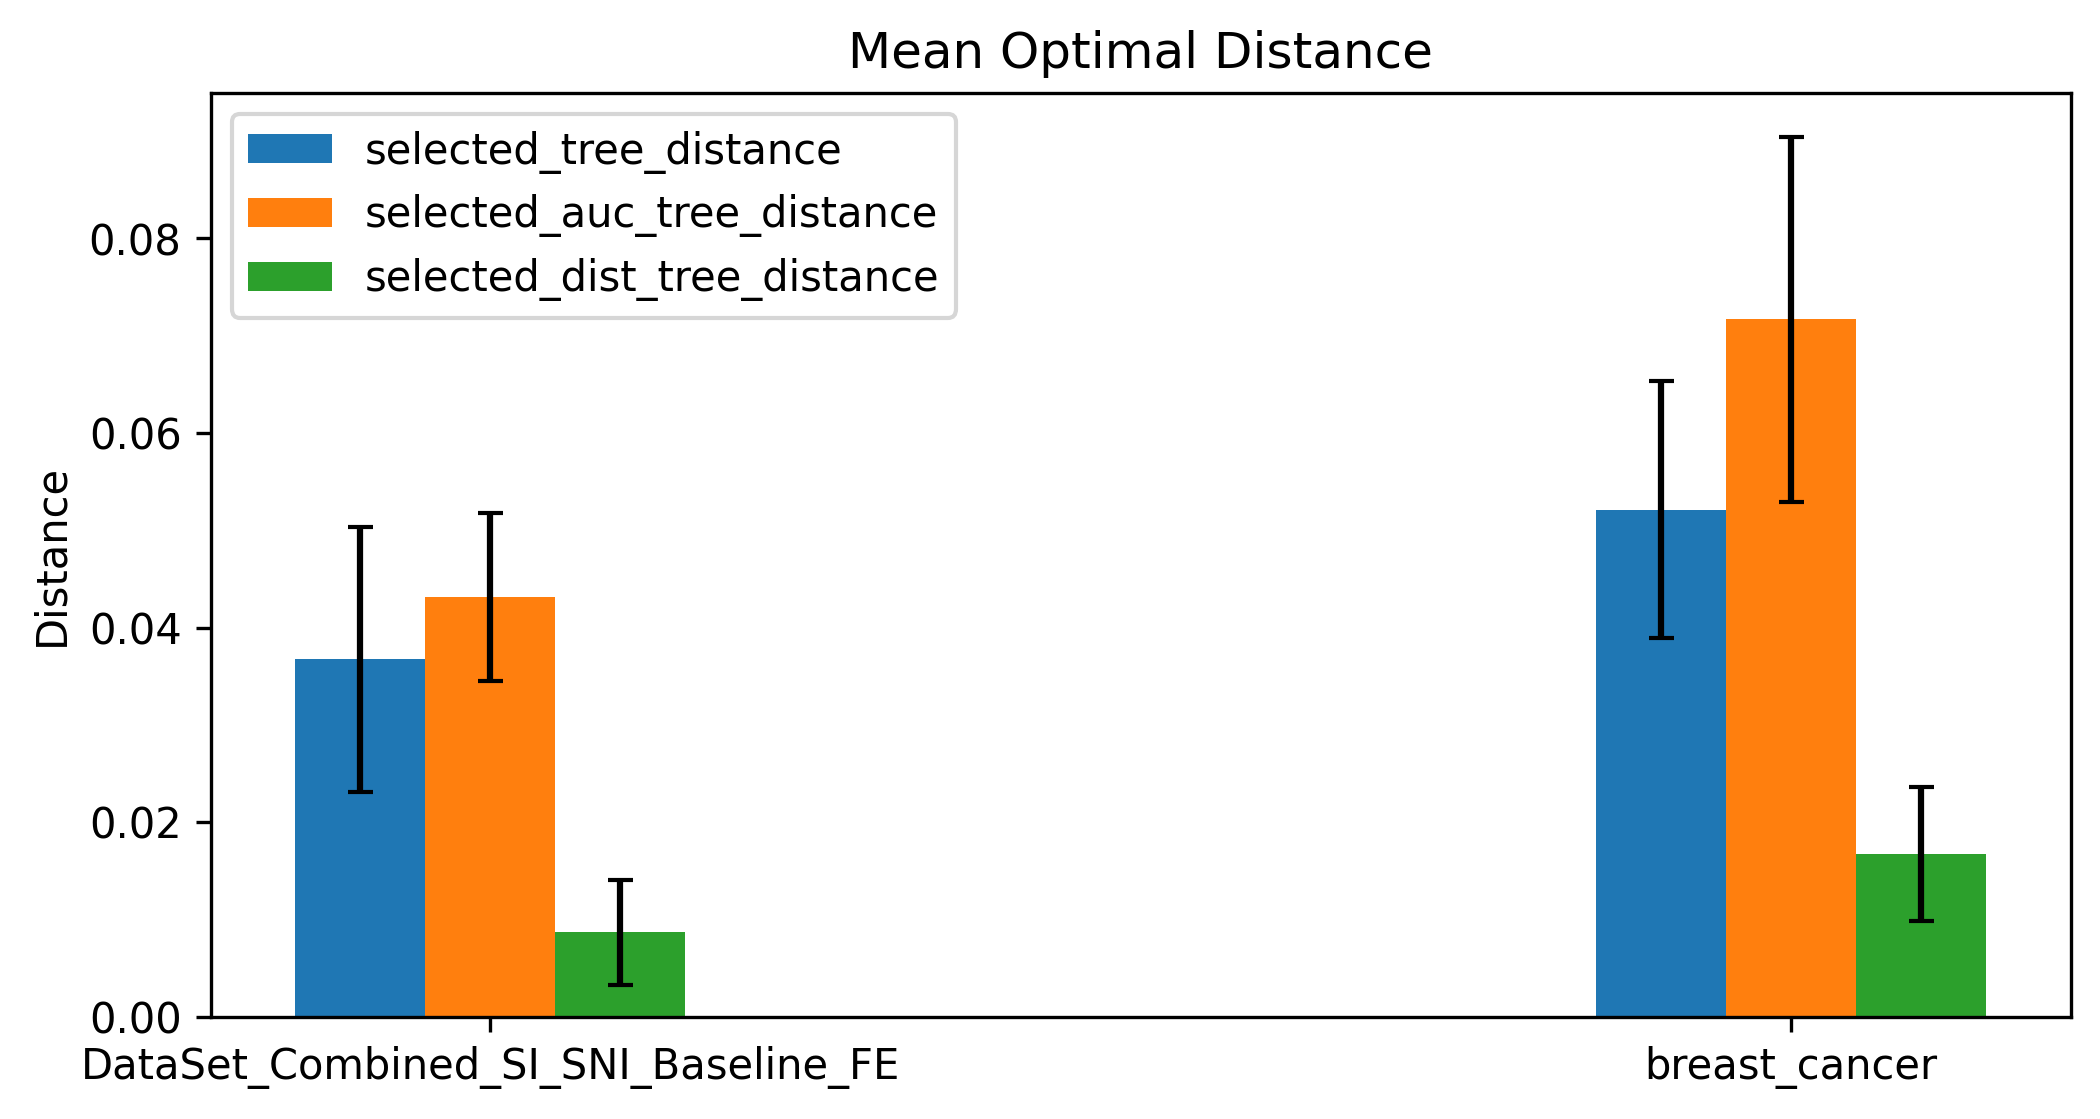 Mean Optimal Distance
selected_tree_distance
selected_auc_tree_distance
selected_dist_tree_distance
Distance
0.08
0.06
0.04
0.02
0.00
DataSet_Combined_SI_SNI_Baseline_FE
breast_cancer